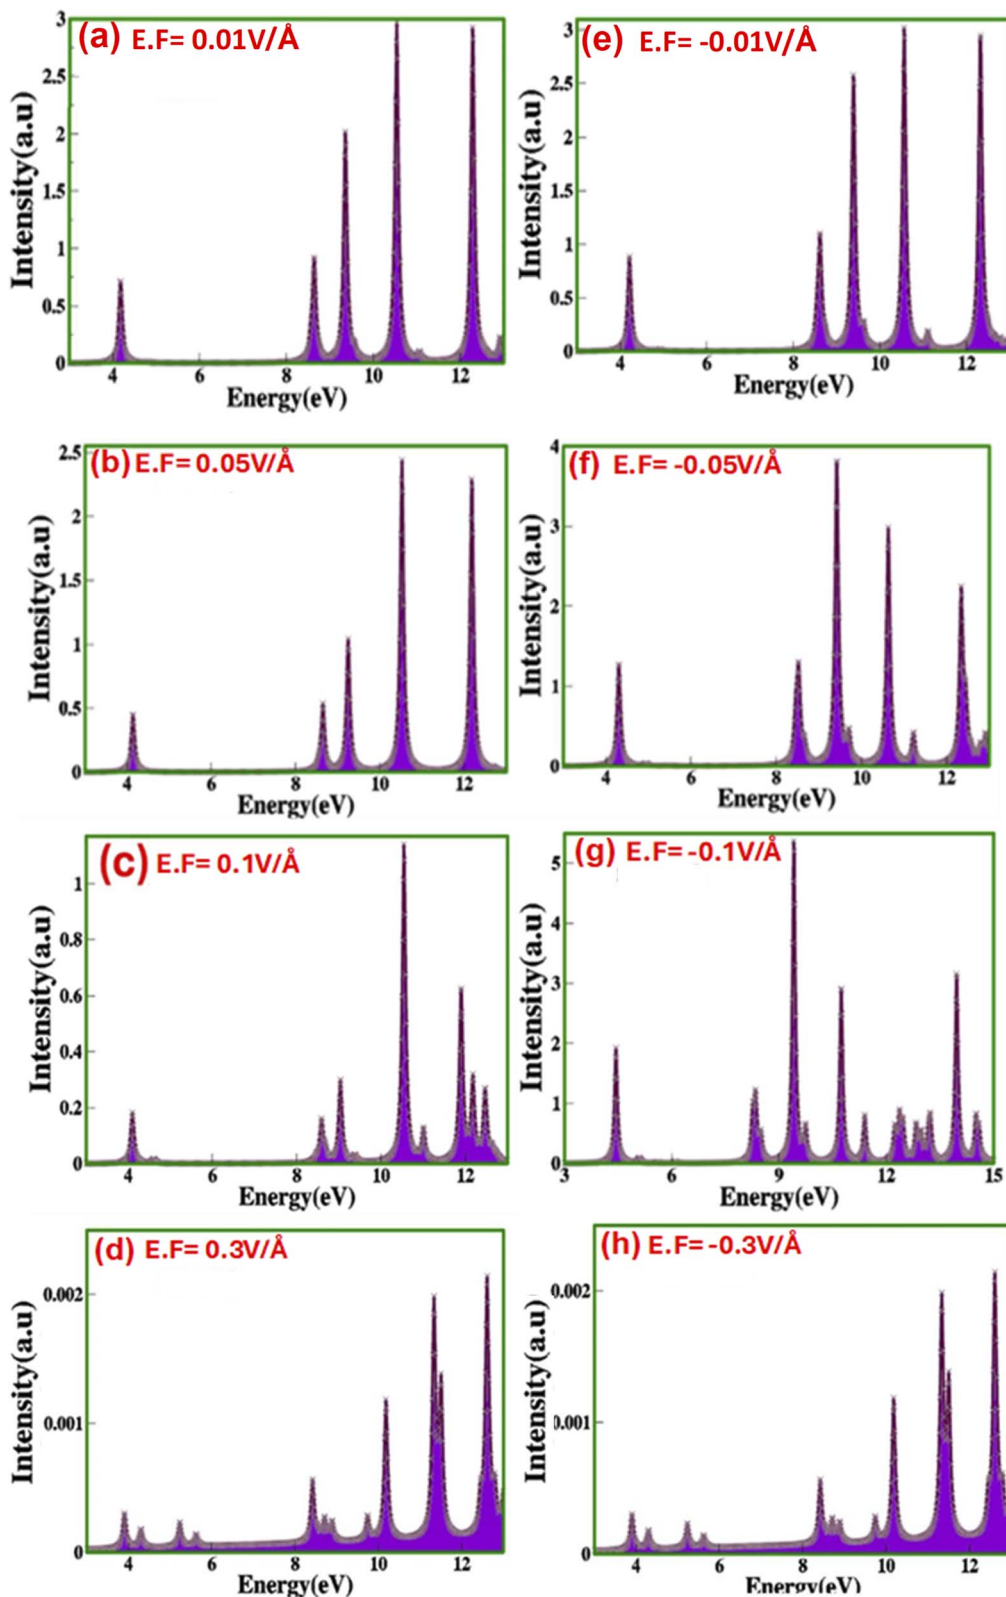 (a) E.F= 0.01V/Å
3
2.5
2
1.5
1
0.5
0
4 6 8 10 12
Intensity(a.u)
Energy(eV)
(e) E.F= -0.01V/Å
3
2.5
2
1.5
1
0.5
0
4 6 8 10 12
Intensity(a.u)
Energy(eV)
(b) E.F= 0.05V/Å
2.5
2
1.5
1
0.5
0
4 6 8 10 12
Intensity(a.u)
Energy(eV)
(f) E.F= -0.05V/Å
4
3
2
1
0
4 6 8 10 12
Intensity(a.u)
Energy(eV)
(c) E.F= 0.1V/Å
1
0.8
0.6
0.4
0.2
0
4 6 8 10 12
Intensity(a.u)
Energy(eV)
(g) E.F= -0.1V/Å
5
4
3
2
1
0
3 6 9 12 15
Intensity(a.u)
Energy(eV)
(d) E.F= 0.3V/Å
0.002
0.001
0
4 6 8 10 12
Intensity(a.u)
Energy(eV)
(h) E.F= -0.3V/Å
0.002
0.001
0
4 6 8 10 12
Intensity(a.u)
Energy(eV)